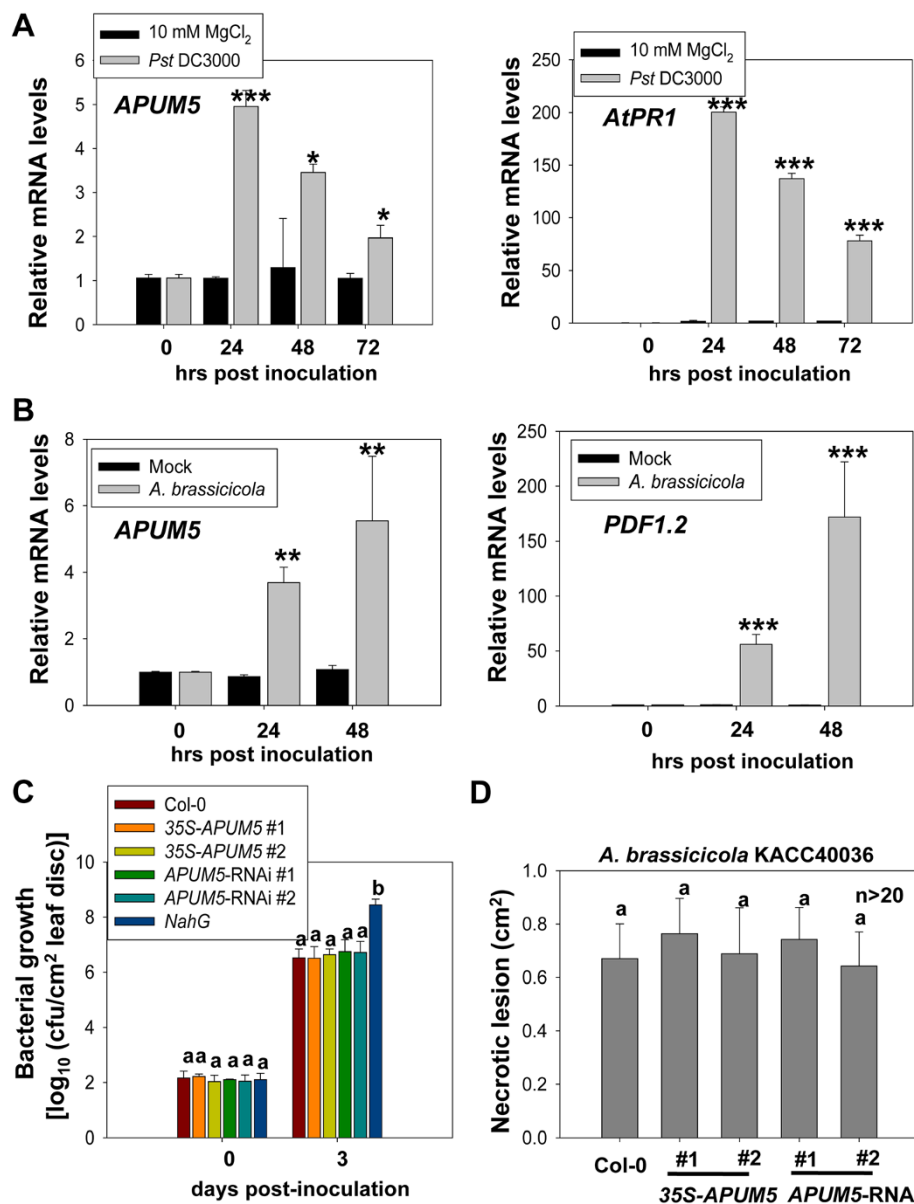 A
10 mM MgCl2
Pst DC3000
APUM5
Relative mRNA levels
6
5
4
3
2
1
0
***
*
*
0 24 48 72
hrs post inoculation
10 mM MgCl2
Pst DC3000
AtPR1
Relative mRNA levels
250
200
150
100
50
0
***
***
***
0 24 48 72
hrs post inoculation
B
Mock
A. brassicicola
APUM5
Relative mRNA levels
8
6
4
2
0
**
**
0 24 48
hrs post inoculation
Mock
A. brassicicola
PDF1.2
Relative mRNA levels
250
200
150
100
50
0
***
***
0 24 48
hrs post inoculation
C
Col-0
35S-APUM5 #1
35S-APUM5 #2
APUM5-RNAi #1
APUM5-RNAi #2
NahG
Bacterial growth
[log10 (cfu/cm2 leaf disc)]
10
8
6
4
2
0
a a a a a a
a a a a a b
0 3
days post-inoculation
D
A. brassicicola KACC40036
n>20
Necrotic lesion (cm2)
1.0
0.8
0.6
0.4
0.2
0.0
a a a a a
Col-0 #1 #2 #1 #2
35S-APUM5 APUM5-RNA